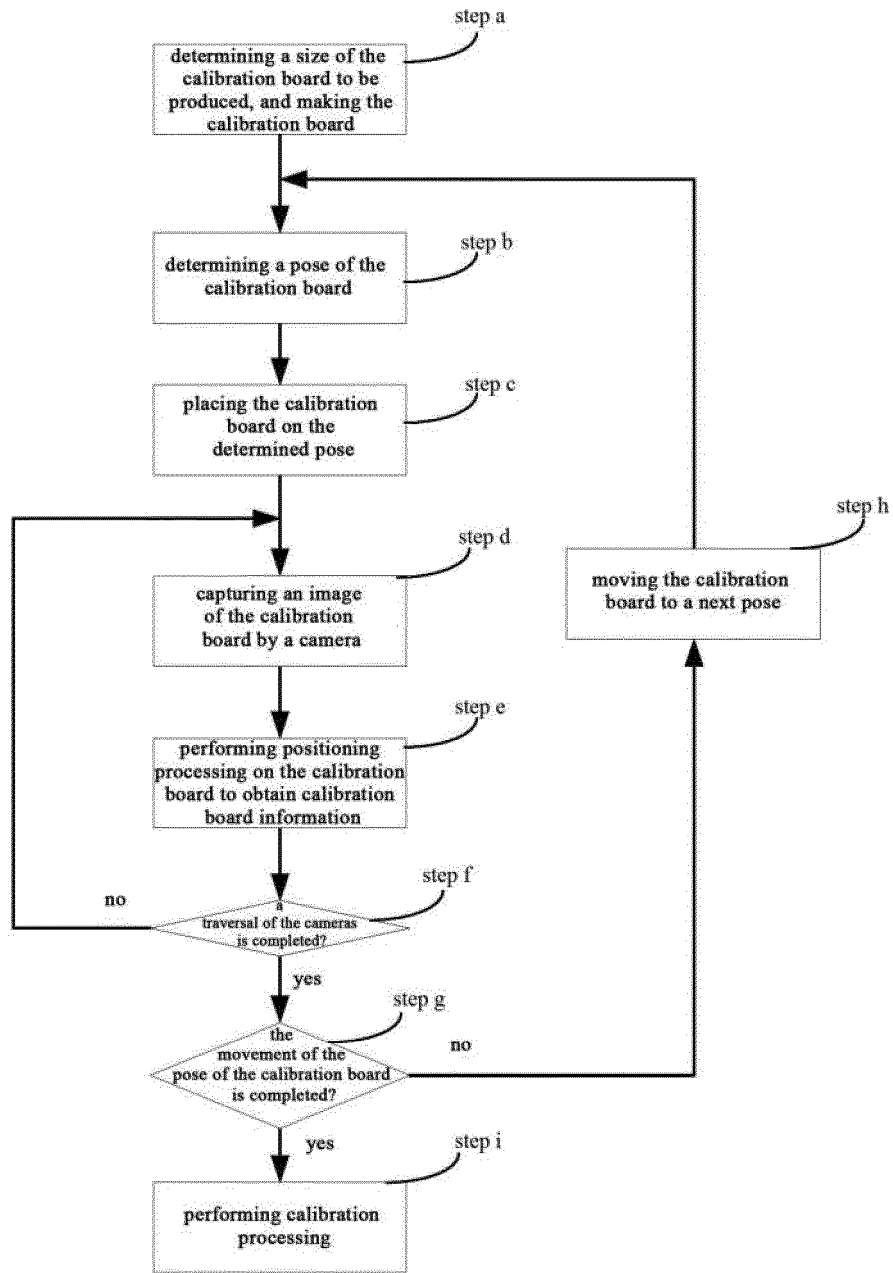 step a
determining a size of the
calibration board to be
produced, and making the
calibration board
step b
determining a pose of the
calibration board
step c
placing the calibration
board on the
determined pose
step d
capturing an image
of the calibration
board by a camera
step h
moving the calibration
board to a next pose
step e
performing positioning
processing on the calibration
board to obtain calibration
board information
step f
no
a
traversal of the cameras
is completed?
yes
step g
the
movement of the
pose of the calibration board
is completed?
no
yes
step i
performing calibration
processing